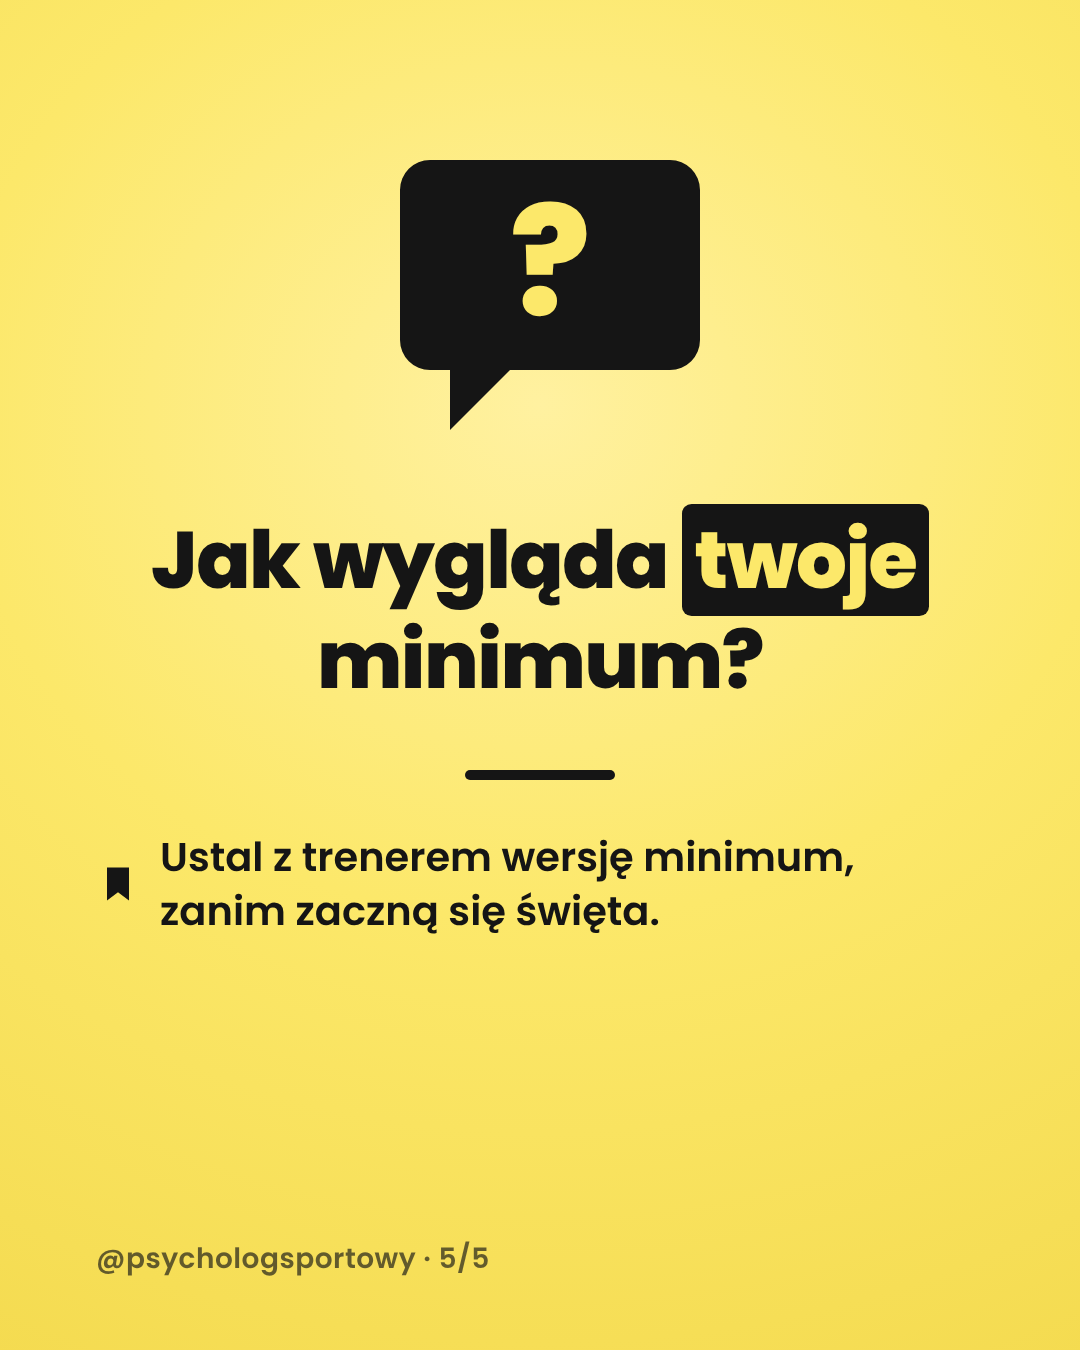 ?
Jak wygląda twoje
minimum?
Ustal z trenerem wersję minimum,
zanim zaczną się święta.
@psychologsportowy · 5/5